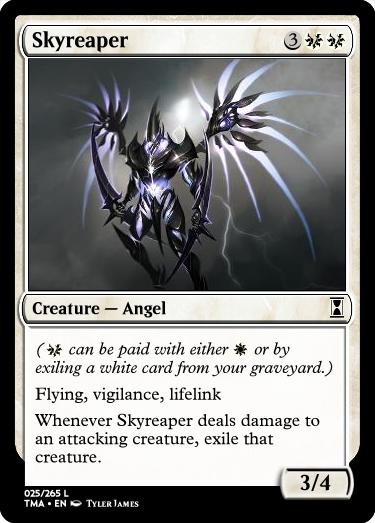 Skyreaper
3
Creature — Angel
( can be paid with either or by
exiling a white card from your graveyard.)
Flying, vigilance, lifelink
Whenever Skyreaper deals damage to
an attacking creature, exile that
creature.
3/4
025/265 L
TMA • EN Tyler James